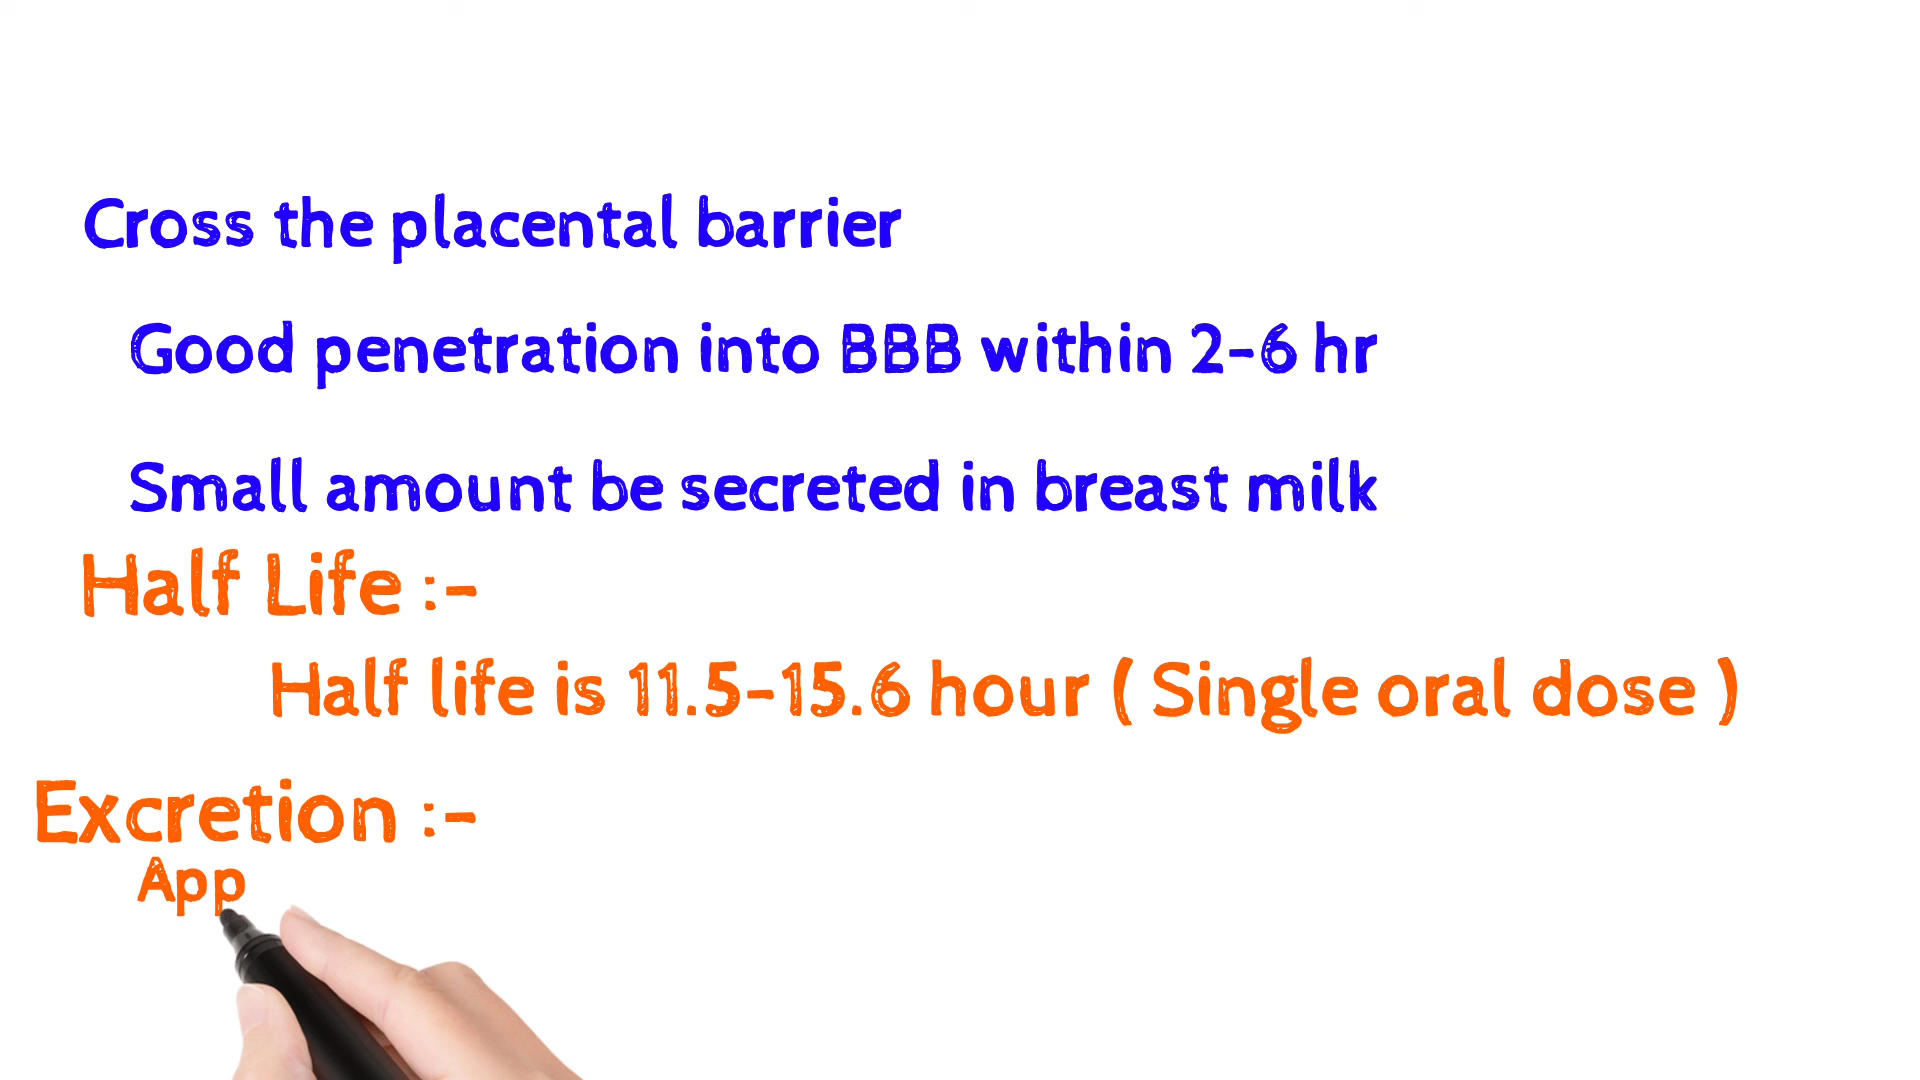 Cross the placental barrier
Good penetration into BBB within 2-6 hr
Small amount be secreted in breast milk
Half Life :-
Half life is 11.5-15.6 hour ( Single oral dose )
Excretion :-
App